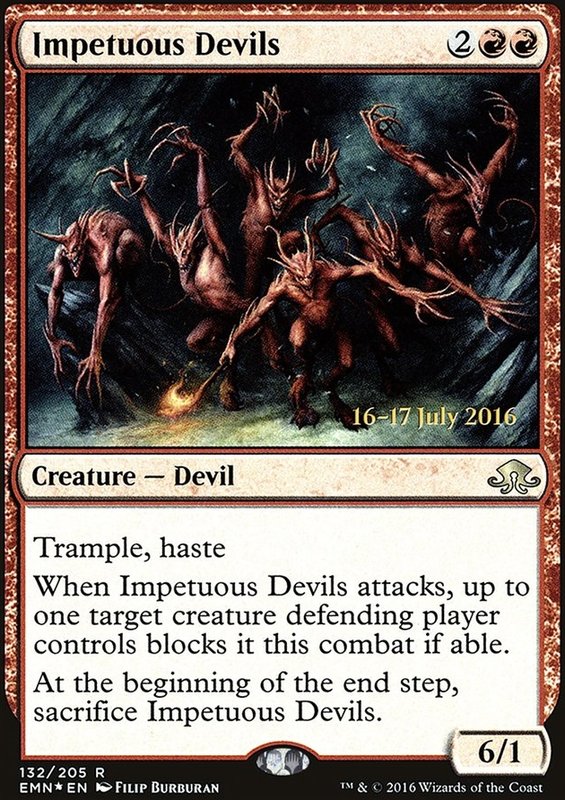 Impetuous Devils 2
16-17 July 2016
Creature — Devil
Trample, haste
When Impetuous Devils attacks, up to
one target creature defending player
controls blocks it this combat if able.
At the beginning of the end step,
sacrifice Impetuous Devils.
6/1
132/205 R
EMN★EN Filip Burburan
™ & © 2016 Wizards of the Coast